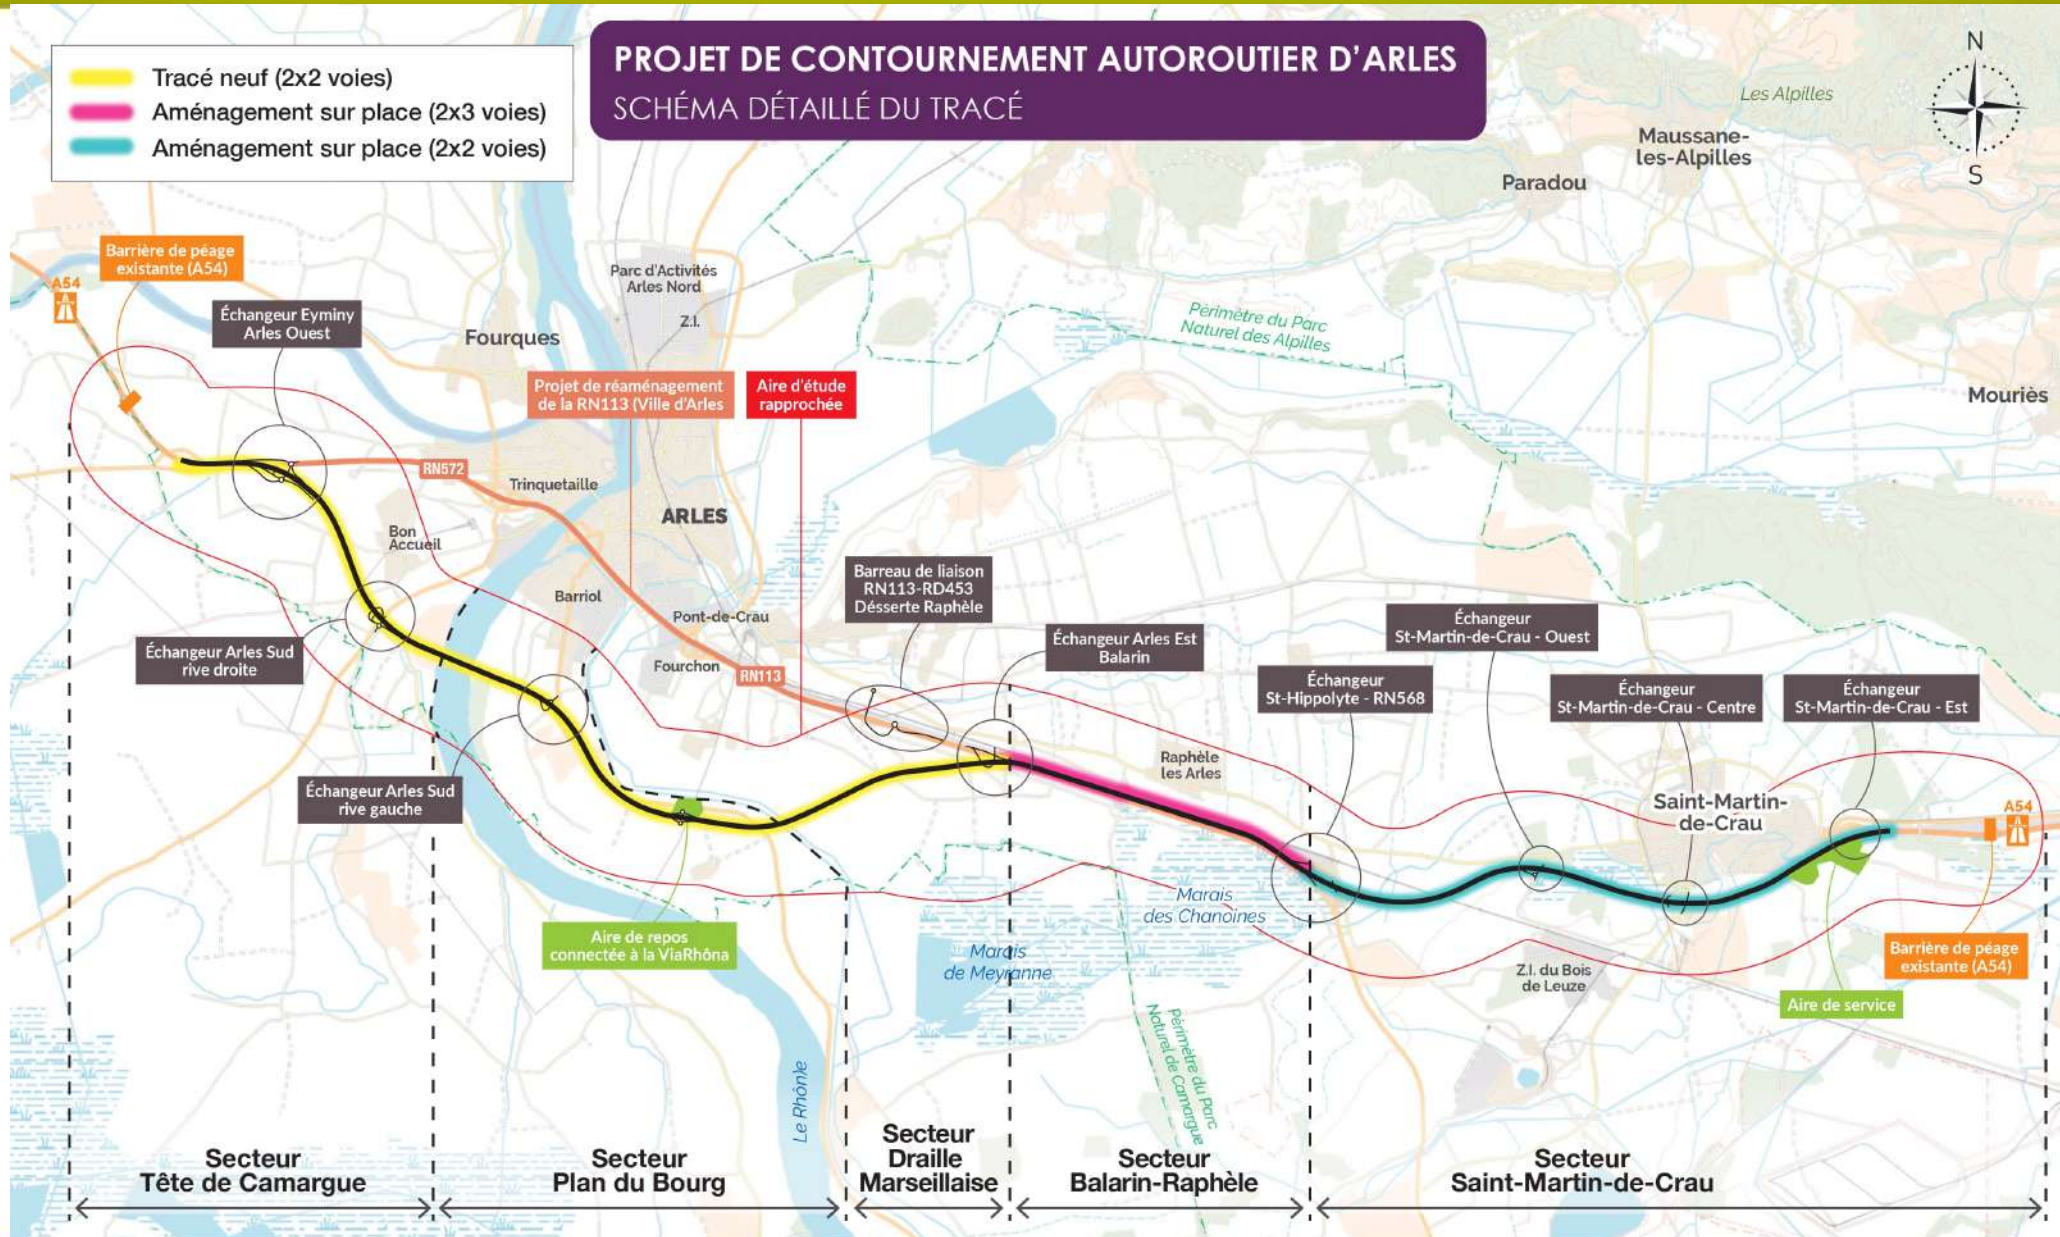 PROJET DE CONTOURNEMENT AUTOROUTIER D'ARLES
SCHÉMA DÉTAILLÉ DU TRACÉ
Tracé neuf (2x2 voies)
Aménagement sur place (2x3 voies)
Aménagement sur place (2x2 voies)
N
S
Les Alpilles
Maussane-
les-Alpilles
Paradou
Mouriès
Barrière de péage
existante (A54)
A54
Échangeur Eyminy
Arles Ouest
Fourques
Parc d'Activités
Arles Nord
Z.I.
Périmètre du Parc
Naturel des Alpilles
Projet de réaménagement
de la RN113 (Ville d'Arles
Aire d'étude
rapprochée
RN572
Trinquetaille
ARLES
Bon
Accueil
Barriol
Pont-de-Crau
Fourchon
RN113
Barreau de liaison
RN113-RD453
Désserte Raphèle
Échangeur Arles Est
Balarin
Échangeur
St-Hippolyte - RN568
Échangeur
St-Martin-de-Crau - Ouest
Échangeur
St-Martin-de-Crau - Centre
Échangeur
St-Martin-de-Crau - Est
Échangeur Arles Sud
rive droite
Échangeur Arles Sud
rive gauche
Raphèle
les Arles
Saint-Martin-
de-Crau
A54
Marais
des Chanoines
Marais
de Meyranne
Aire de repos
connectée à la ViaRhôna
Z.I. du Bois
de Leuze
Barrière de péage
existante (A54)
Aire de service
Périmètre du Parc
Naturel de Camargue
Le Rhôn)e
Secteur
Tête de Camargue
Secteur
Plan du Bourg
Secteur
Draille
Marseillaise
Secteur
Balarin-Raphèle
Secteur
Saint-Martin-de-Crau